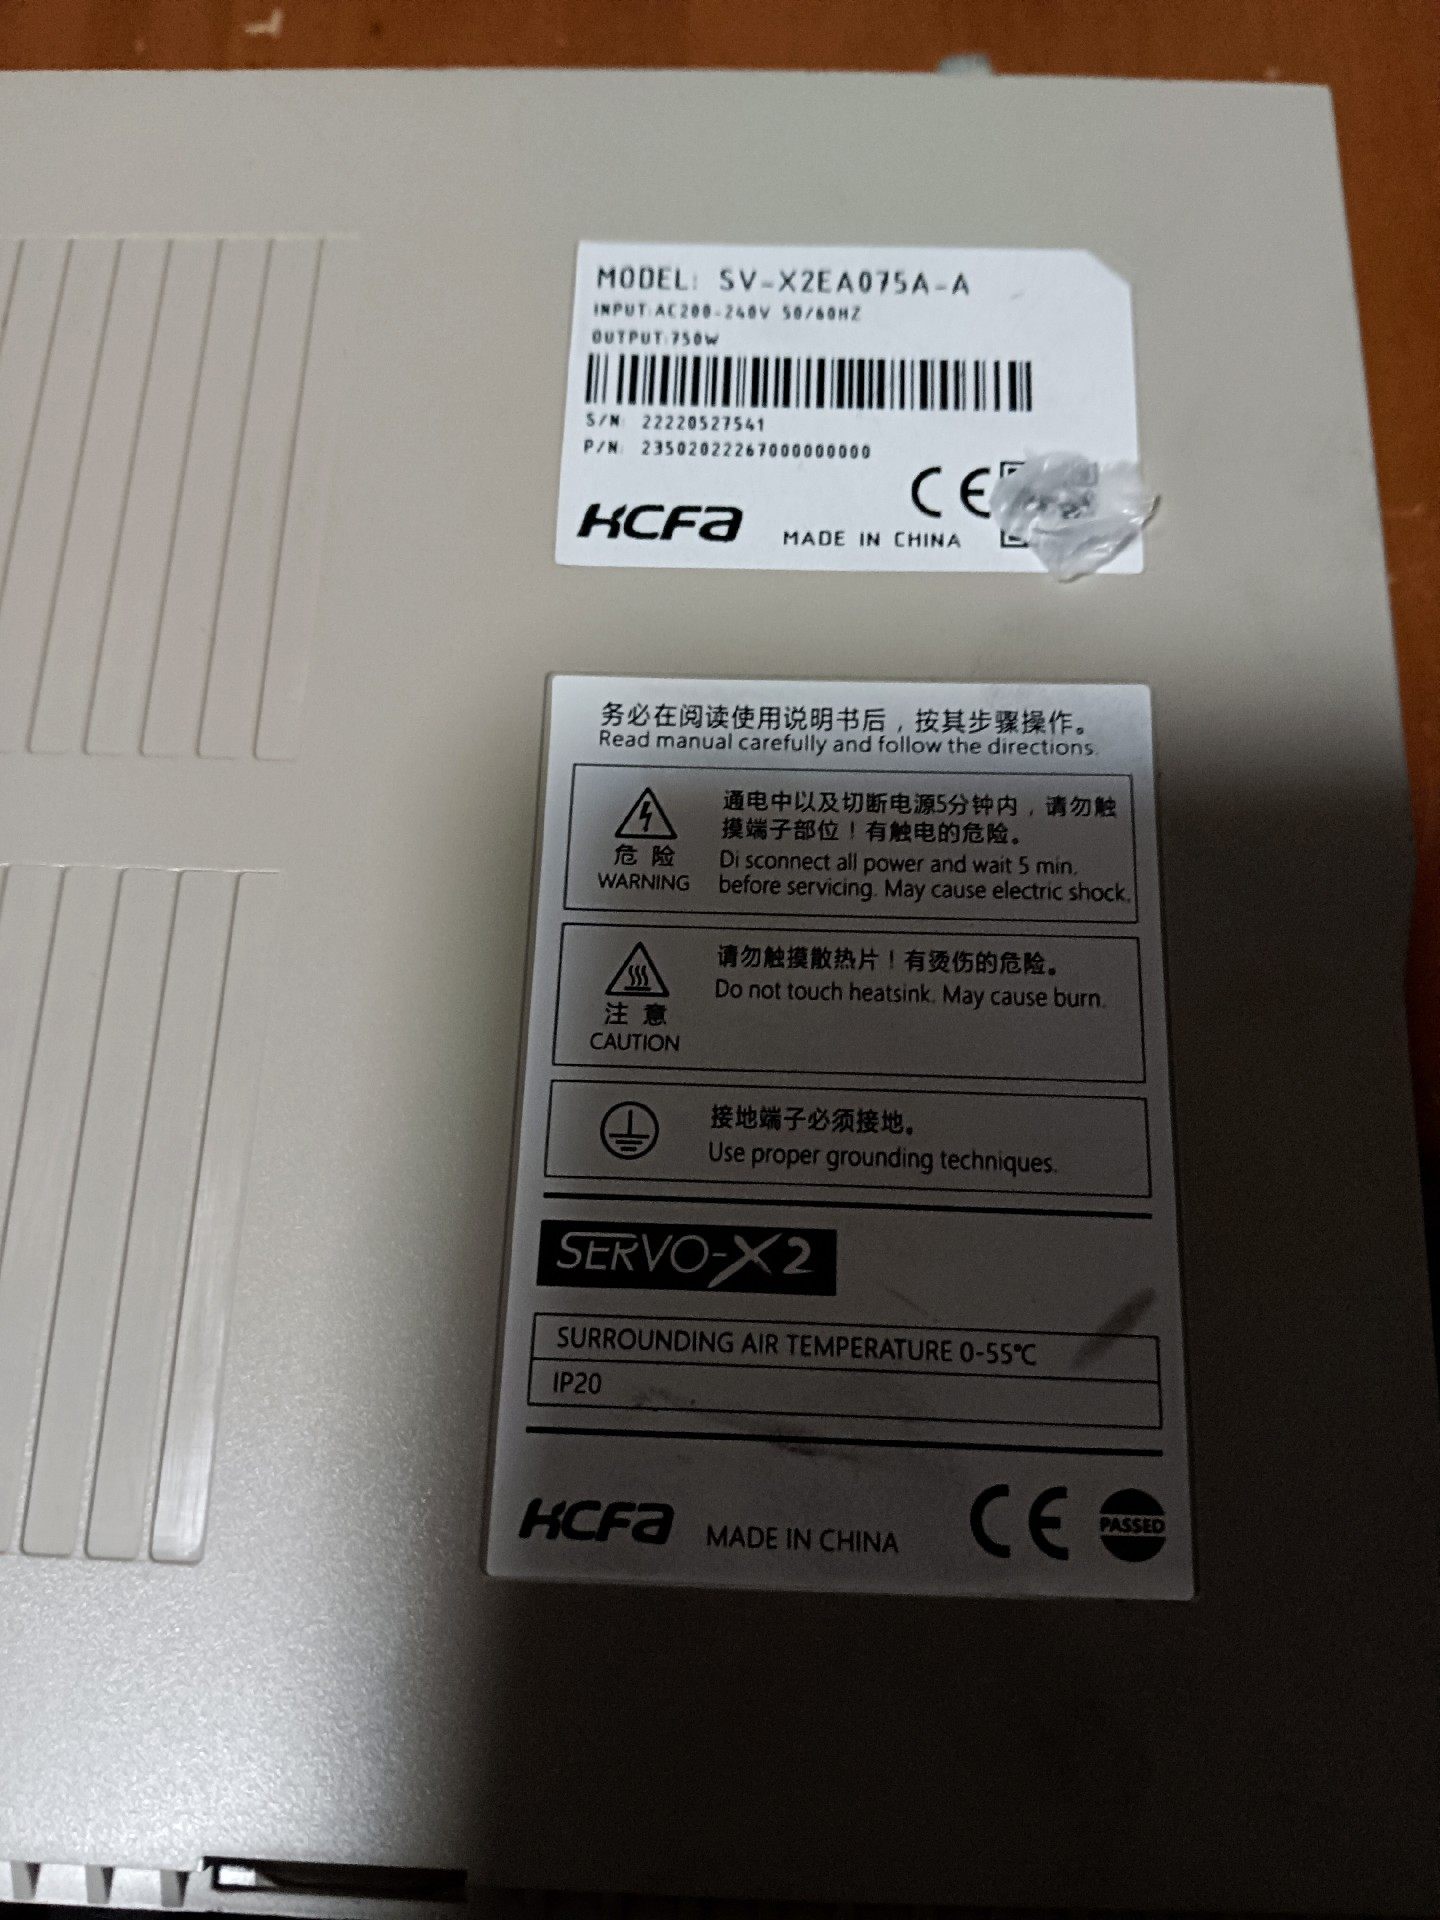 MODEL: SV-X2EA075A-A
INPUT:AC200-240V 50/60HZ
OUTPUT:750W
S/N: 22220527541
P/N: 23502022267000000000
CE
HCFA MADE IN CHINA
务必在阅读使用说明书后，按其步骤操作。
Read manual carefully and follow the directions.
危 险
WARNING
通电中以及切断电源5分钟内，请勿触
摸端子部位！有触电的危险。
Di sconnect all power and wait 5 min.
before servicing. May cause electric shock.
注 意
CAUTION
请勿触摸散热片！有烫伤的危险。
Do not touch heatsink. May cause burn.
接地端子必须接地。
Use proper grounding techniques.
SERVO-X2
SURROUNDING AIR TEMPERATURE 0-55℃
IP20
HCFA MADE IN CHINA CE PASSED